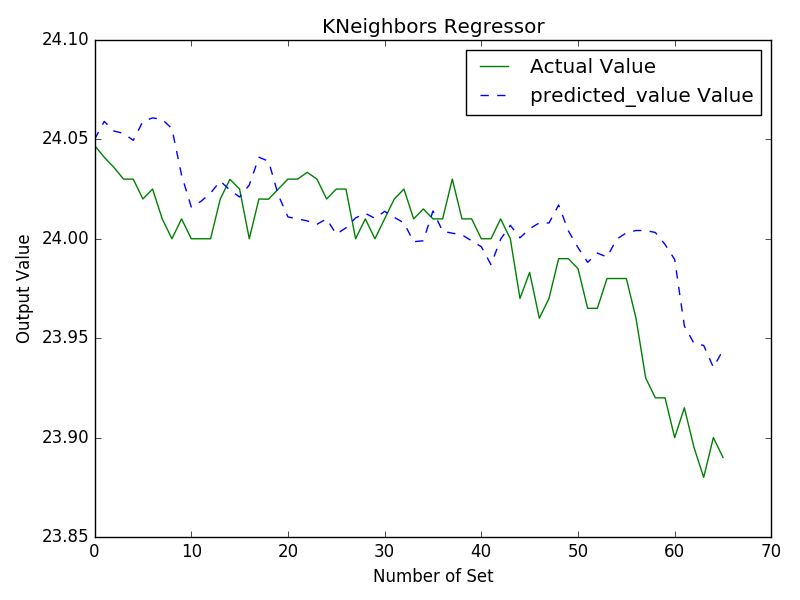 KNeighbors Regressor
24.10
24.05
24.00
23.95
23.90
23.85
Output Value
Actual Value
predicted_value Value
0 10 20 30 40 50 60 70
Number of Set